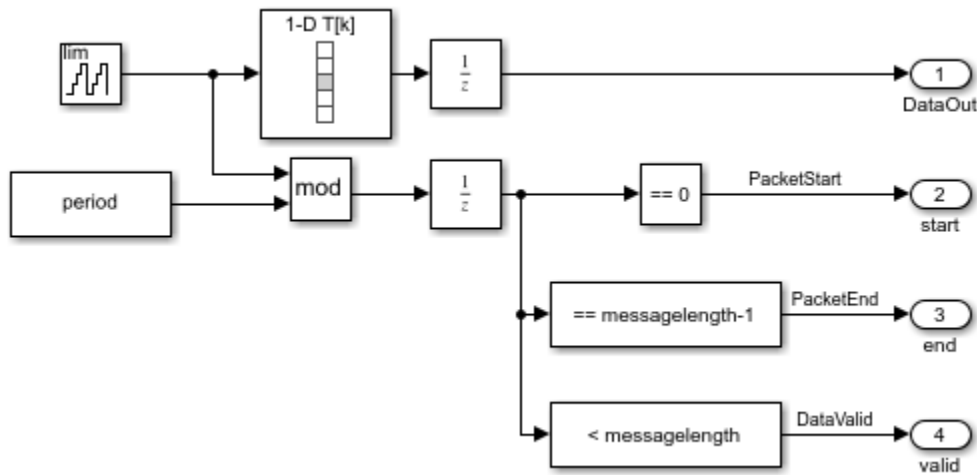 1-D T[k]
lim
1
z
1
DataOut
mod
1
z
== 0
PacketStart
2
start
period
== messagelength-1
PacketEnd
3
end
< messagelength
DataValid
4
valid